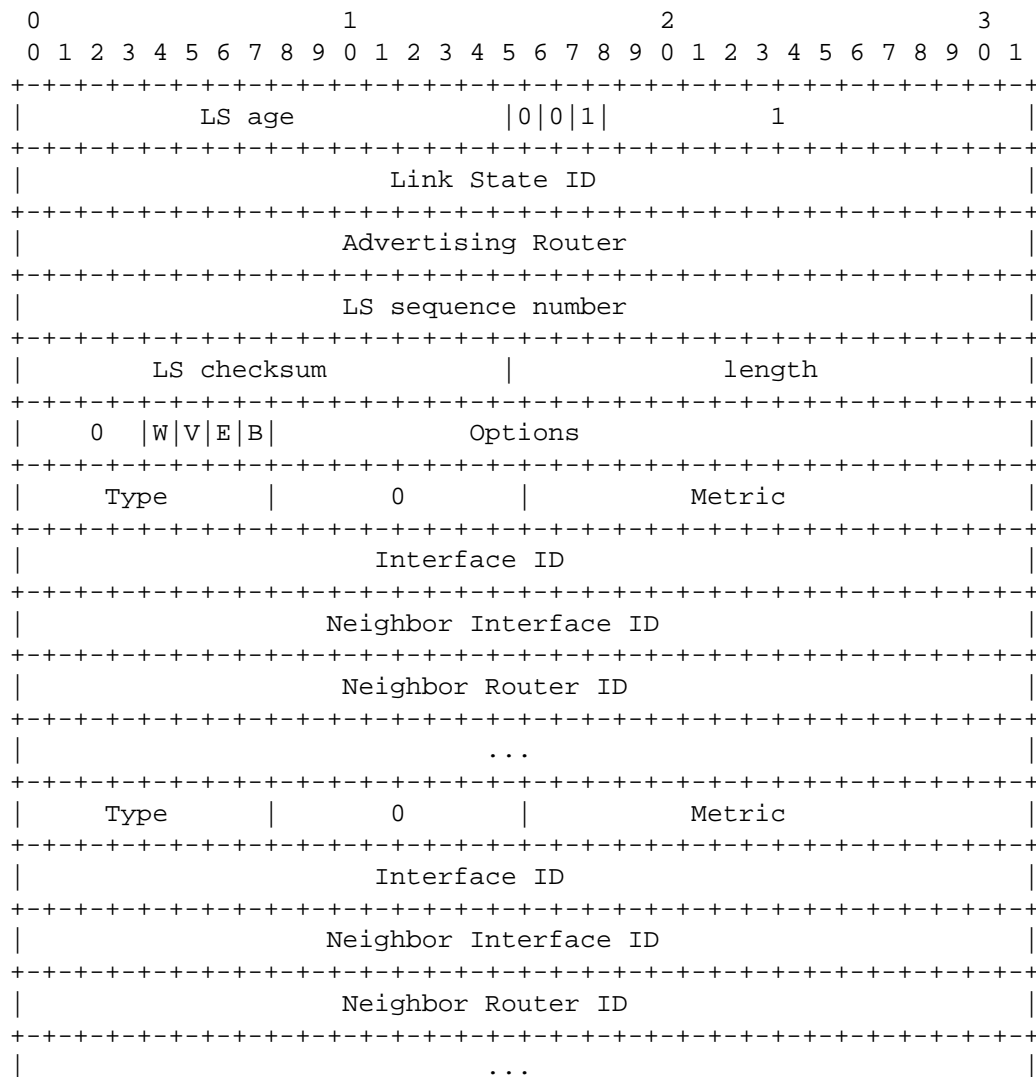 0                   1                   2                   3
 0 1 2 3 4 5 6 7 8 9 0 1 2 3 4 5 6 7 8 9 0 1 2 3 4 5 6 7 8 9 0 1
+-+-+-+-+-+-+-+-+-+-+-+-+-+-+-+-+-+-+-+-+-+-+-+-+-+-+-+-+-+-+-+-+
|           LS age             |0|0|1|          1               |
+-+-+-+-+-+-+-+-+-+-+-+-+-+-+-+-+-+-+-+-+-+-+-+-+-+-+-+-+-+-+-+-+
|                       Link State ID                           |
+-+-+-+-+-+-+-+-+-+-+-+-+-+-+-+-+-+-+-+-+-+-+-+-+-+-+-+-+-+-+-+-+
|                    Advertising Router                         |
+-+-+-+-+-+-+-+-+-+-+-+-+-+-+-+-+-+-+-+-+-+-+-+-+-+-+-+-+-+-+-+-+
|                    LS sequence number                         |
+-+-+-+-+-+-+-+-+-+-+-+-+-+-+-+-+-+-+-+-+-+-+-+-+-+-+-+-+-+-+-+-+
|        LS checksum           |             length             |
+-+-+-+-+-+-+-+-+-+-+-+-+-+-+-+-+-+-+-+-+-+-+-+-+-+-+-+-+-+-+-+-+
|    0  |W|V|E|B|            Options                            |
+-+-+-+-+-+-+-+-+-+-+-+-+-+-+-+-+-+-+-+-+-+-+-+-+-+-+-+-+-+-+-+-+
|     Type      |       0       |          Metric               |
+-+-+-+-+-+-+-+-+-+-+-+-+-+-+-+-+-+-+-+-+-+-+-+-+-+-+-+-+-+-+-+-+
|                      Interface ID                             |
+-+-+-+-+-+-+-+-+-+-+-+-+-+-+-+-+-+-+-+-+-+-+-+-+-+-+-+-+-+-+-+-+
|                   Neighbor Interface ID                       |
+-+-+-+-+-+-+-+-+-+-+-+-+-+-+-+-+-+-+-+-+-+-+-+-+-+-+-+-+-+-+-+-+
|                    Neighbor Router ID                         |
+-+-+-+-+-+-+-+-+-+-+-+-+-+-+-+-+-+-+-+-+-+-+-+-+-+-+-+-+-+-+-+-+
|                             ...                               |
+-+-+-+-+-+-+-+-+-+-+-+-+-+-+-+-+-+-+-+-+-+-+-+-+-+-+-+-+-+-+-+-+
|     Type      |       0       |          Metric               |
+-+-+-+-+-+-+-+-+-+-+-+-+-+-+-+-+-+-+-+-+-+-+-+-+-+-+-+-+-+-+-+-+
|                      Interface ID                             |
+-+-+-+-+-+-+-+-+-+-+-+-+-+-+-+-+-+-+-+-+-+-+-+-+-+-+-+-+-+-+-+-+
|                   Neighbor Interface ID                       |
+-+-+-+-+-+-+-+-+-+-+-+-+-+-+-+-+-+-+-+-+-+-+-+-+-+-+-+-+-+-+-+-+
|                    Neighbor Router ID                         |
+-+-+-+-+-+-+-+-+-+-+-+-+-+-+-+-+-+-+-+-+-+-+-+-+-+-+-+-+-+-+-+-+
|                             ...                               |